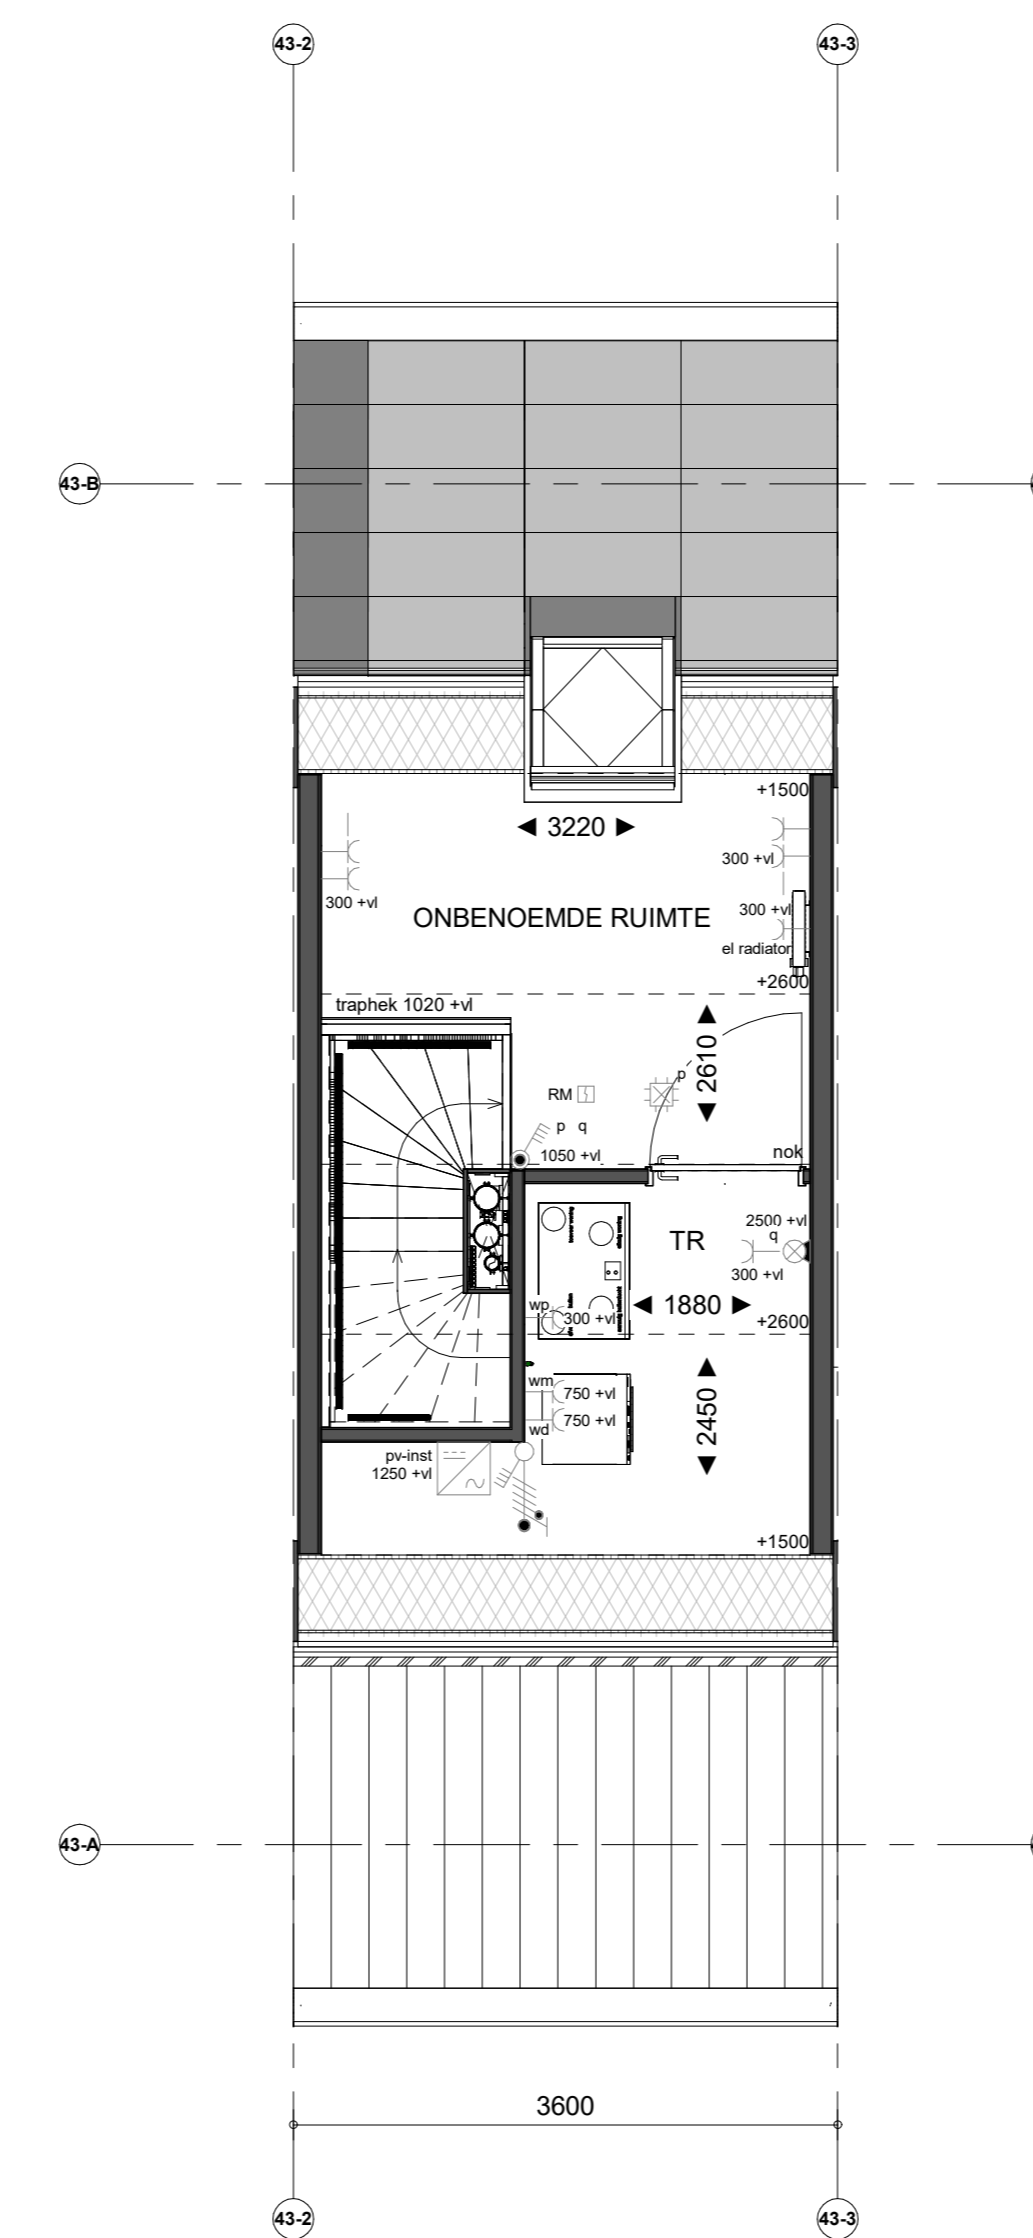 43-2
43-3
43-B
+1500
3220
300 +vl
300 +vl
ONBENOEMDE RUIMTE
300 +vl
el radiator
+2600
traphek 1020 +vl
2610
p
RM
p q
1050 +vl
nok
TR
2500 +vl
q
300 +vl
wp
300 +vl
1880
+2600
wm
750 +vl
750 +vl
wd
2450
pv-inst
1250 +vl
+1500
43-A
3600
43-2
43-3